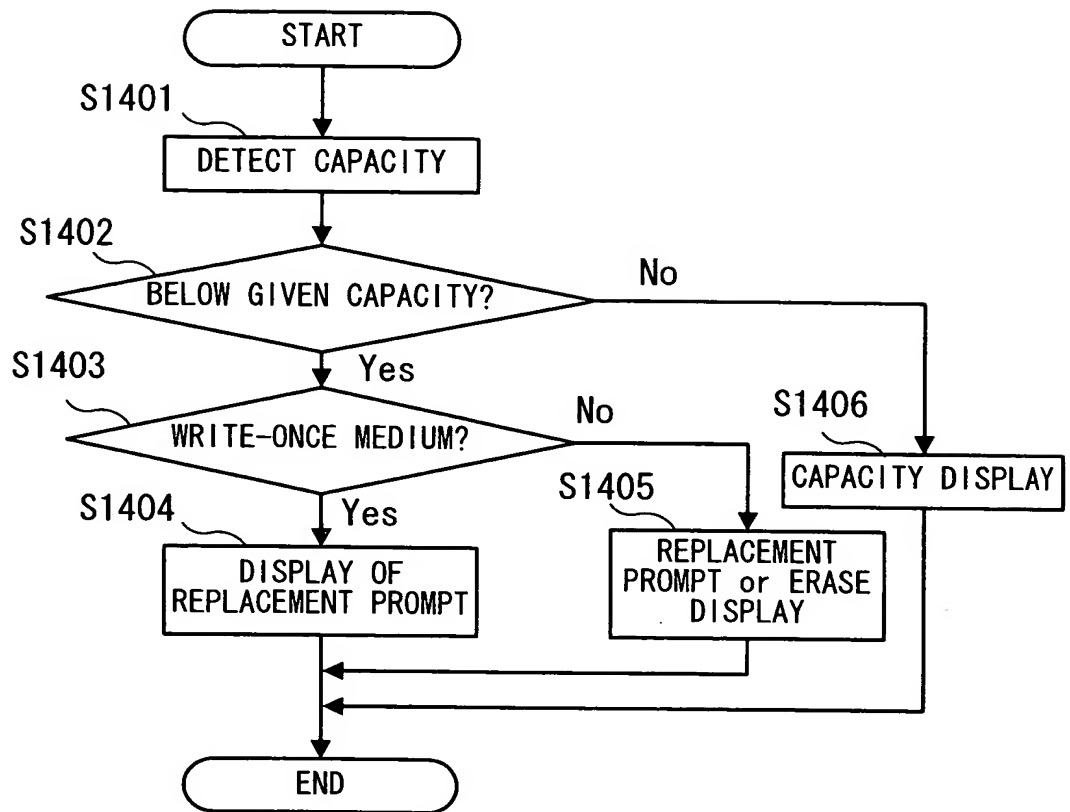 START
S1401
DETECT CAPACITY
S1402
BELOW GIVEN CAPACITY?
No
Yes
S1403
WRITE-ONCE MEDIUM?
No
S1406
CAPACITY DISPLAY
Yes
S1404
DISPLAY OF
REPLACEMENT PROMPT
S1405
REPLACEMENT
PROMPT or ERASE
DISPLAY
END